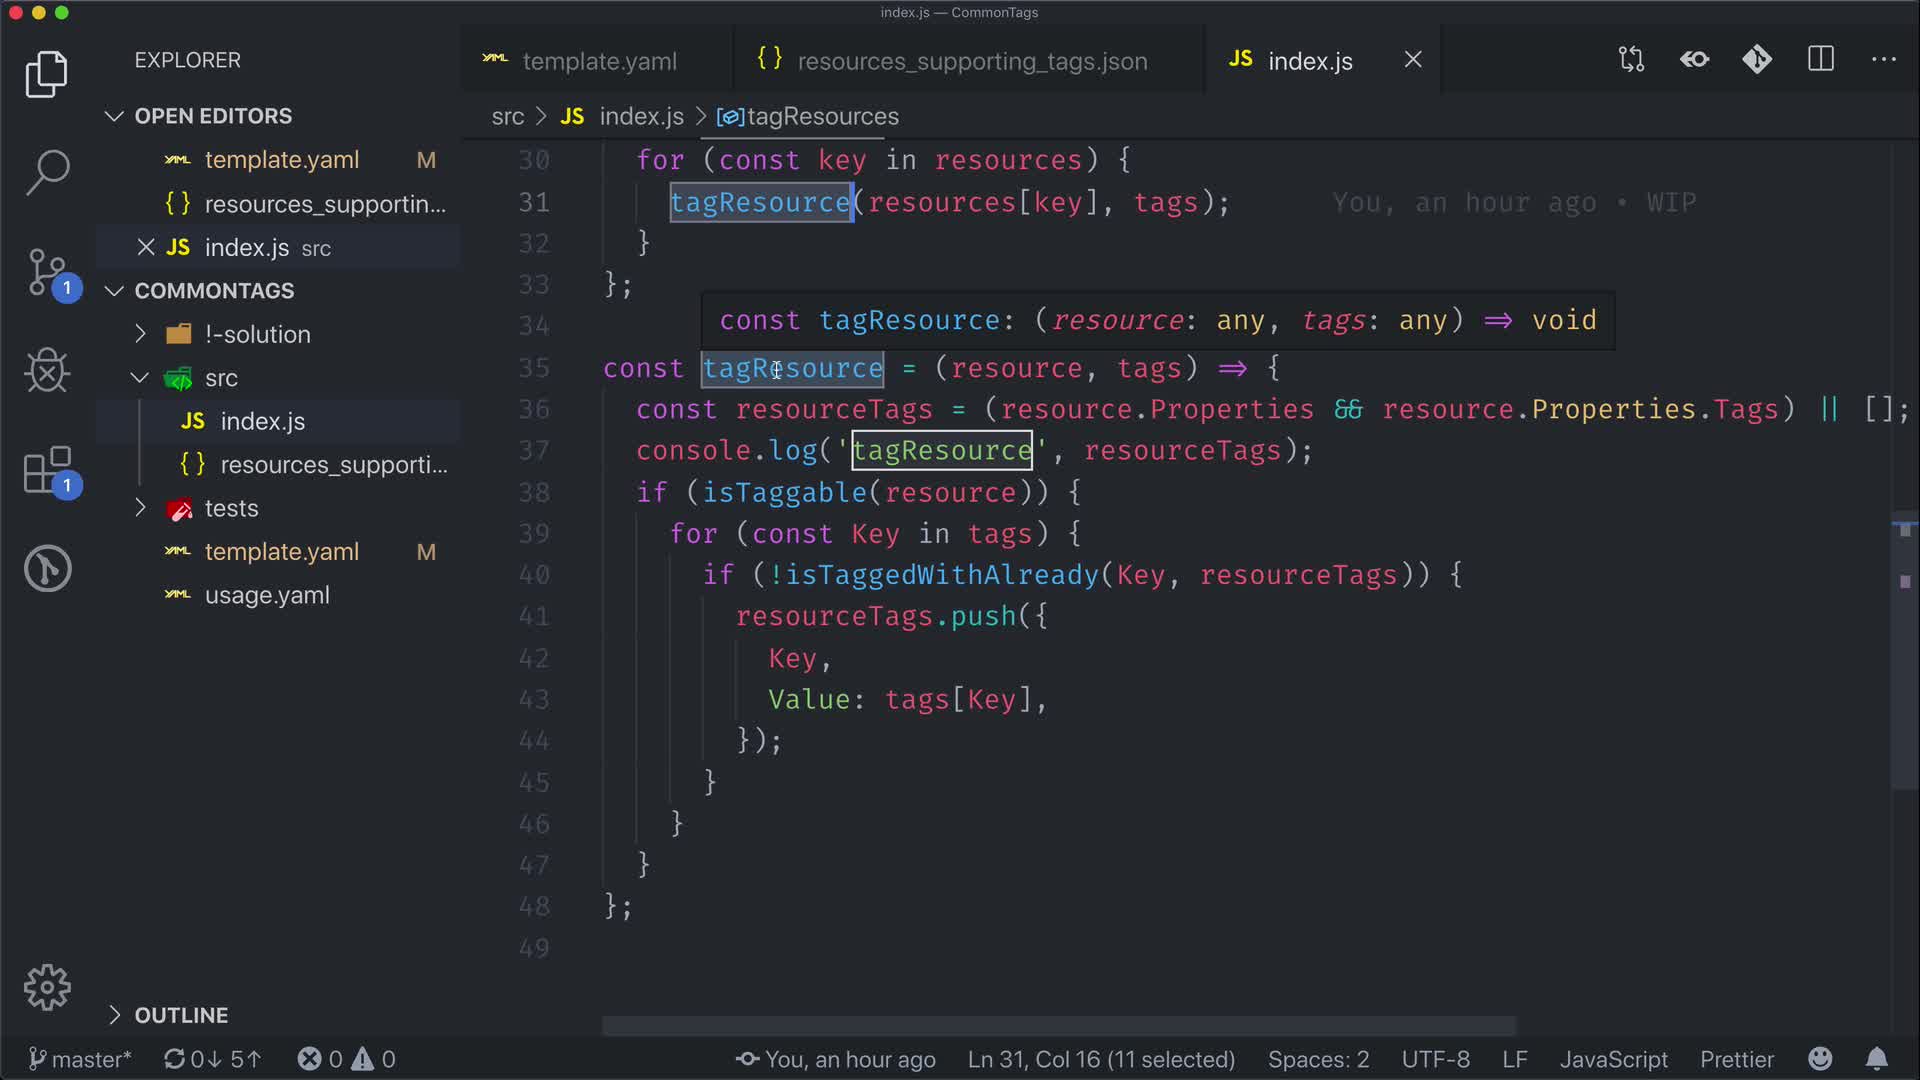 index.js — CommonTags
EXPLORER
OPEN EDITORS
YAML template.yaml M
{} resources_supportin...
JS index.js src
COMMONTAGS
!-solution
src
JS index.js
{} resources_supporti...
tests
YAML template.yaml M
YAML usage.yaml
OUTLINE
1
1
YAML template.yaml
{} resources_supporting_tags.json
JS index.js
src > JS index.js > tagResources
30 for (const key in resources) {
31 tagResource(resources[key], tags); You, an hour ago • WIP
32 }
33 };
34
const tagResource: (resource: any, tags: any) => void
35 const tagResource = (resource, tags) => {
36 const resourceTags = (resource.Properties && resource.Properties.Tags) || [];
37 console.log('tagResource', resourceTags);
38 if (isTaggable(resource)) {
39 for (const Key in tags) {
40 if (!isTaggedWithAlready(Key, resourceTags)) {
41 resourceTags.push({
42 Key,
43 Value: tags[Key],
44 });
45 }
46 }
47 }
48 };
49
master* 0↓ 5↑ 0 0 You, an hour ago Ln 31, Col 16 (11 selected) Spaces: 2 UTF-8 LF JavaScript Prettier